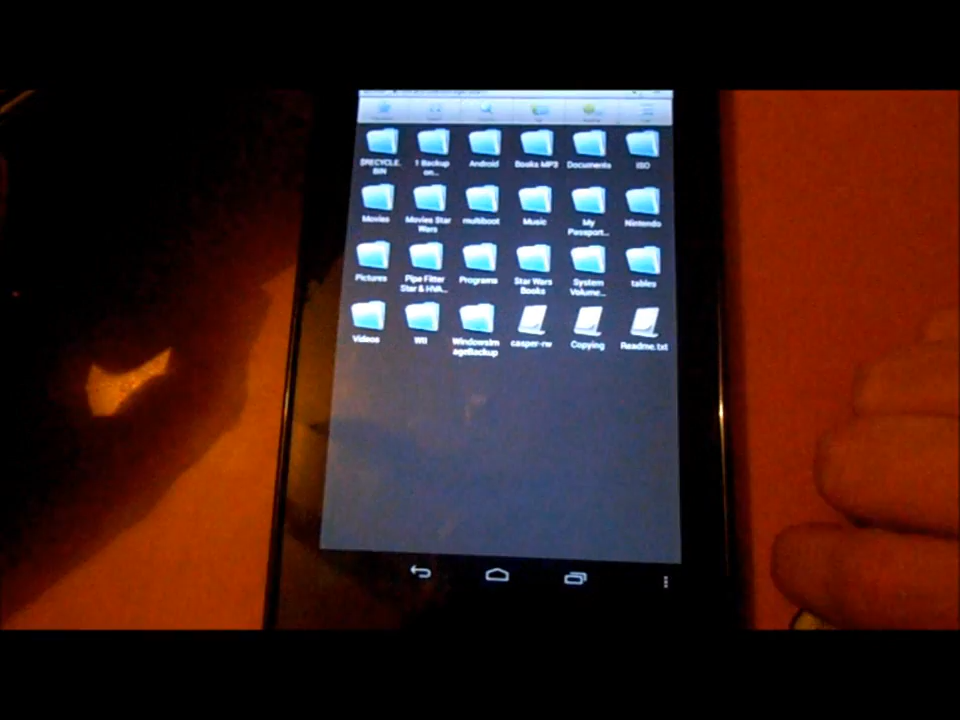 $RECYCLE. 1 Backup Android Books MP3 Documents ISO
BIN on...
Movies Movies Star multiboot Music My Nintendo
Wars Passport...
Pictures Pipe Fitter Programs Star Wars System tables
Star & HVA... Books Volume...
Videos WII WindowsIm casper-rw Copying Readme.txt
ageBackup